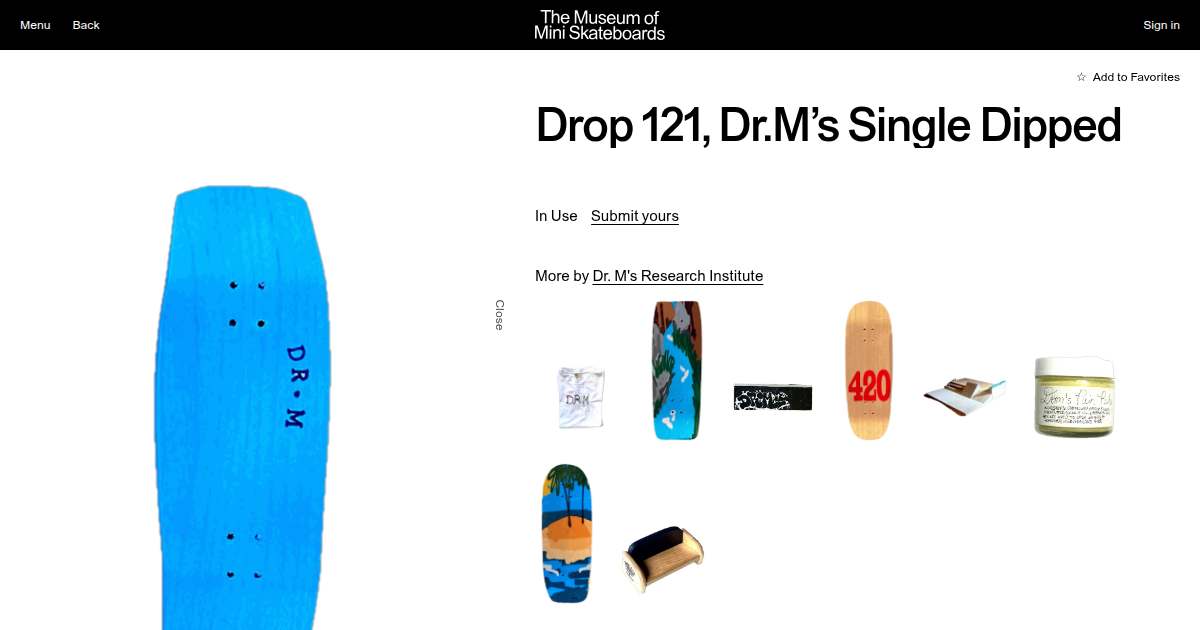 Menu
Back
The Museum of
Mini Skateboards
Sign in
☆ Add to Favorites
Drop 121, Dr.M’s Single Dipped
In Use
Submit yours
More by Dr. M's Research Institute
Close
DR•M
DRM
420